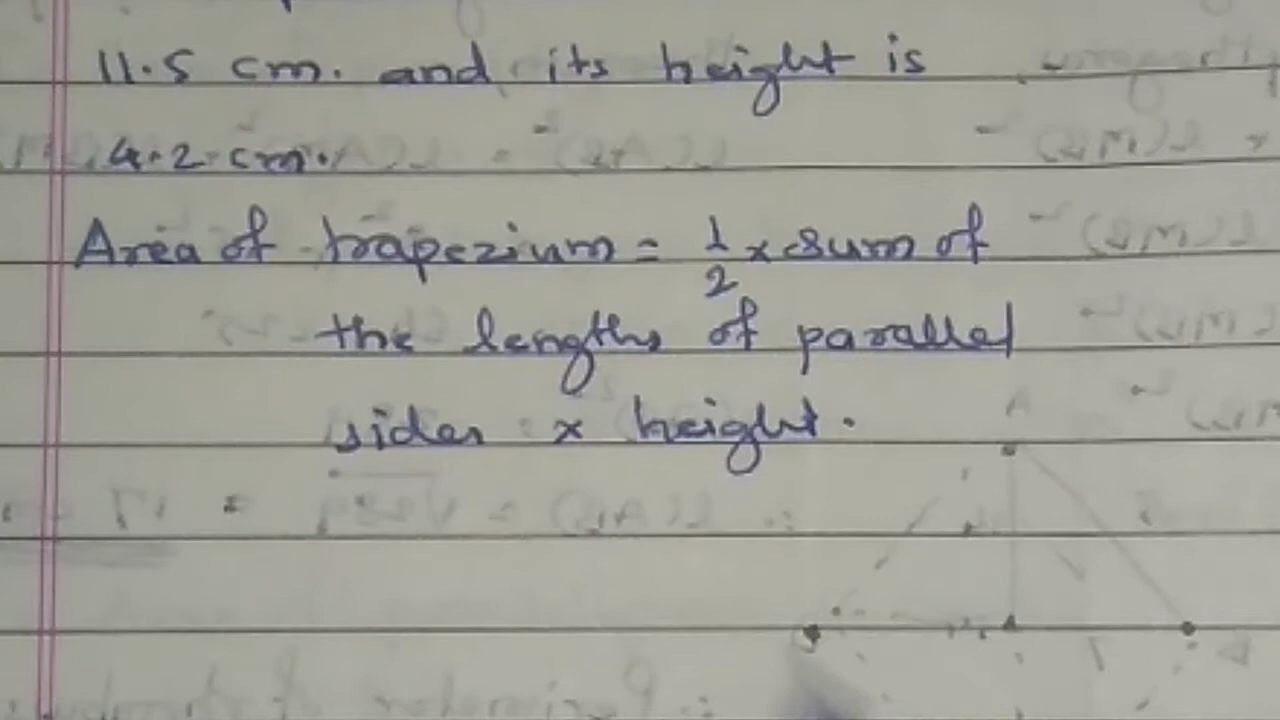 11.5 cm. and its height is
4.2 cm.
Area of trapezium = 1/2 x sum of
the lengths of parallel
sides x height.